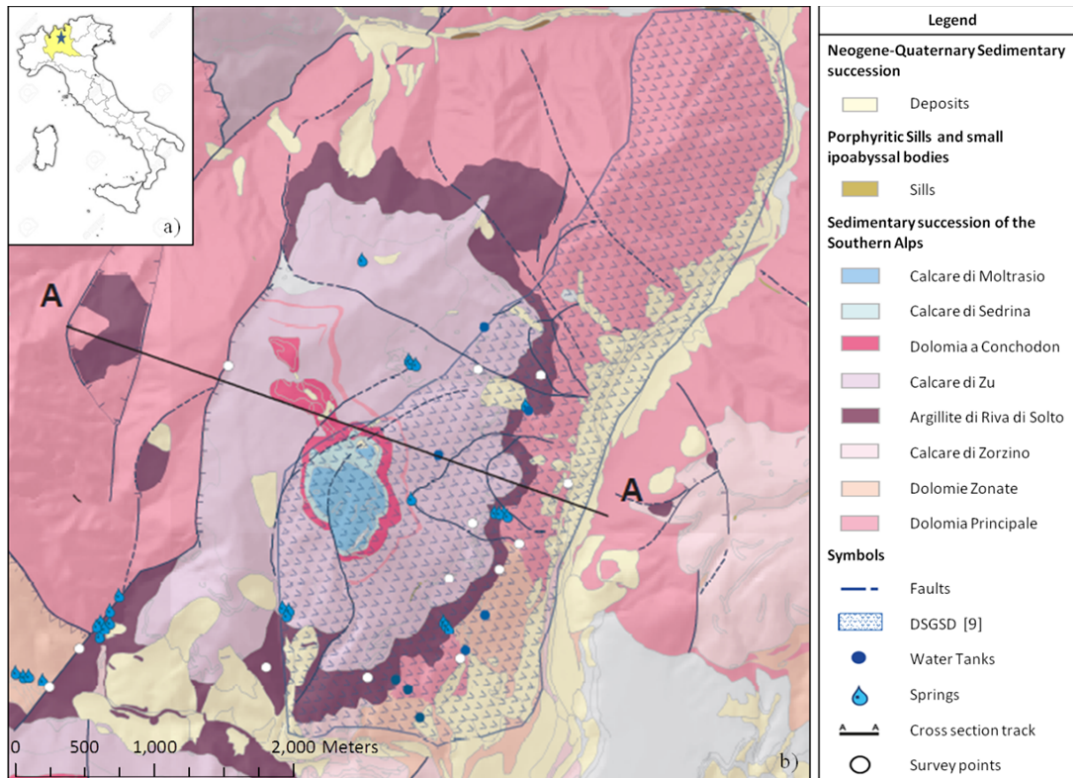 a)
A
A
b)
0 500 1,000 2,000 Meters
Legend
Neogene-Quaternary Sedimentary
succession
Deposits
Porphyritic Sills and small
ipoabyssal bodies
Sills
Sedimentary succession of the
Southern Alps
Calcare di Moltrasio
Calcare di Sedrina
Dolomia a Conchodon
Calcare di Zu
Argillite di Riva di Solto
Calcare di Zorzino
Dolomie Zonate
Dolomia Principale
Symbols
Faults
DSGSD [9]
Water Tanks
Springs
A A
Cross section track
Survey points